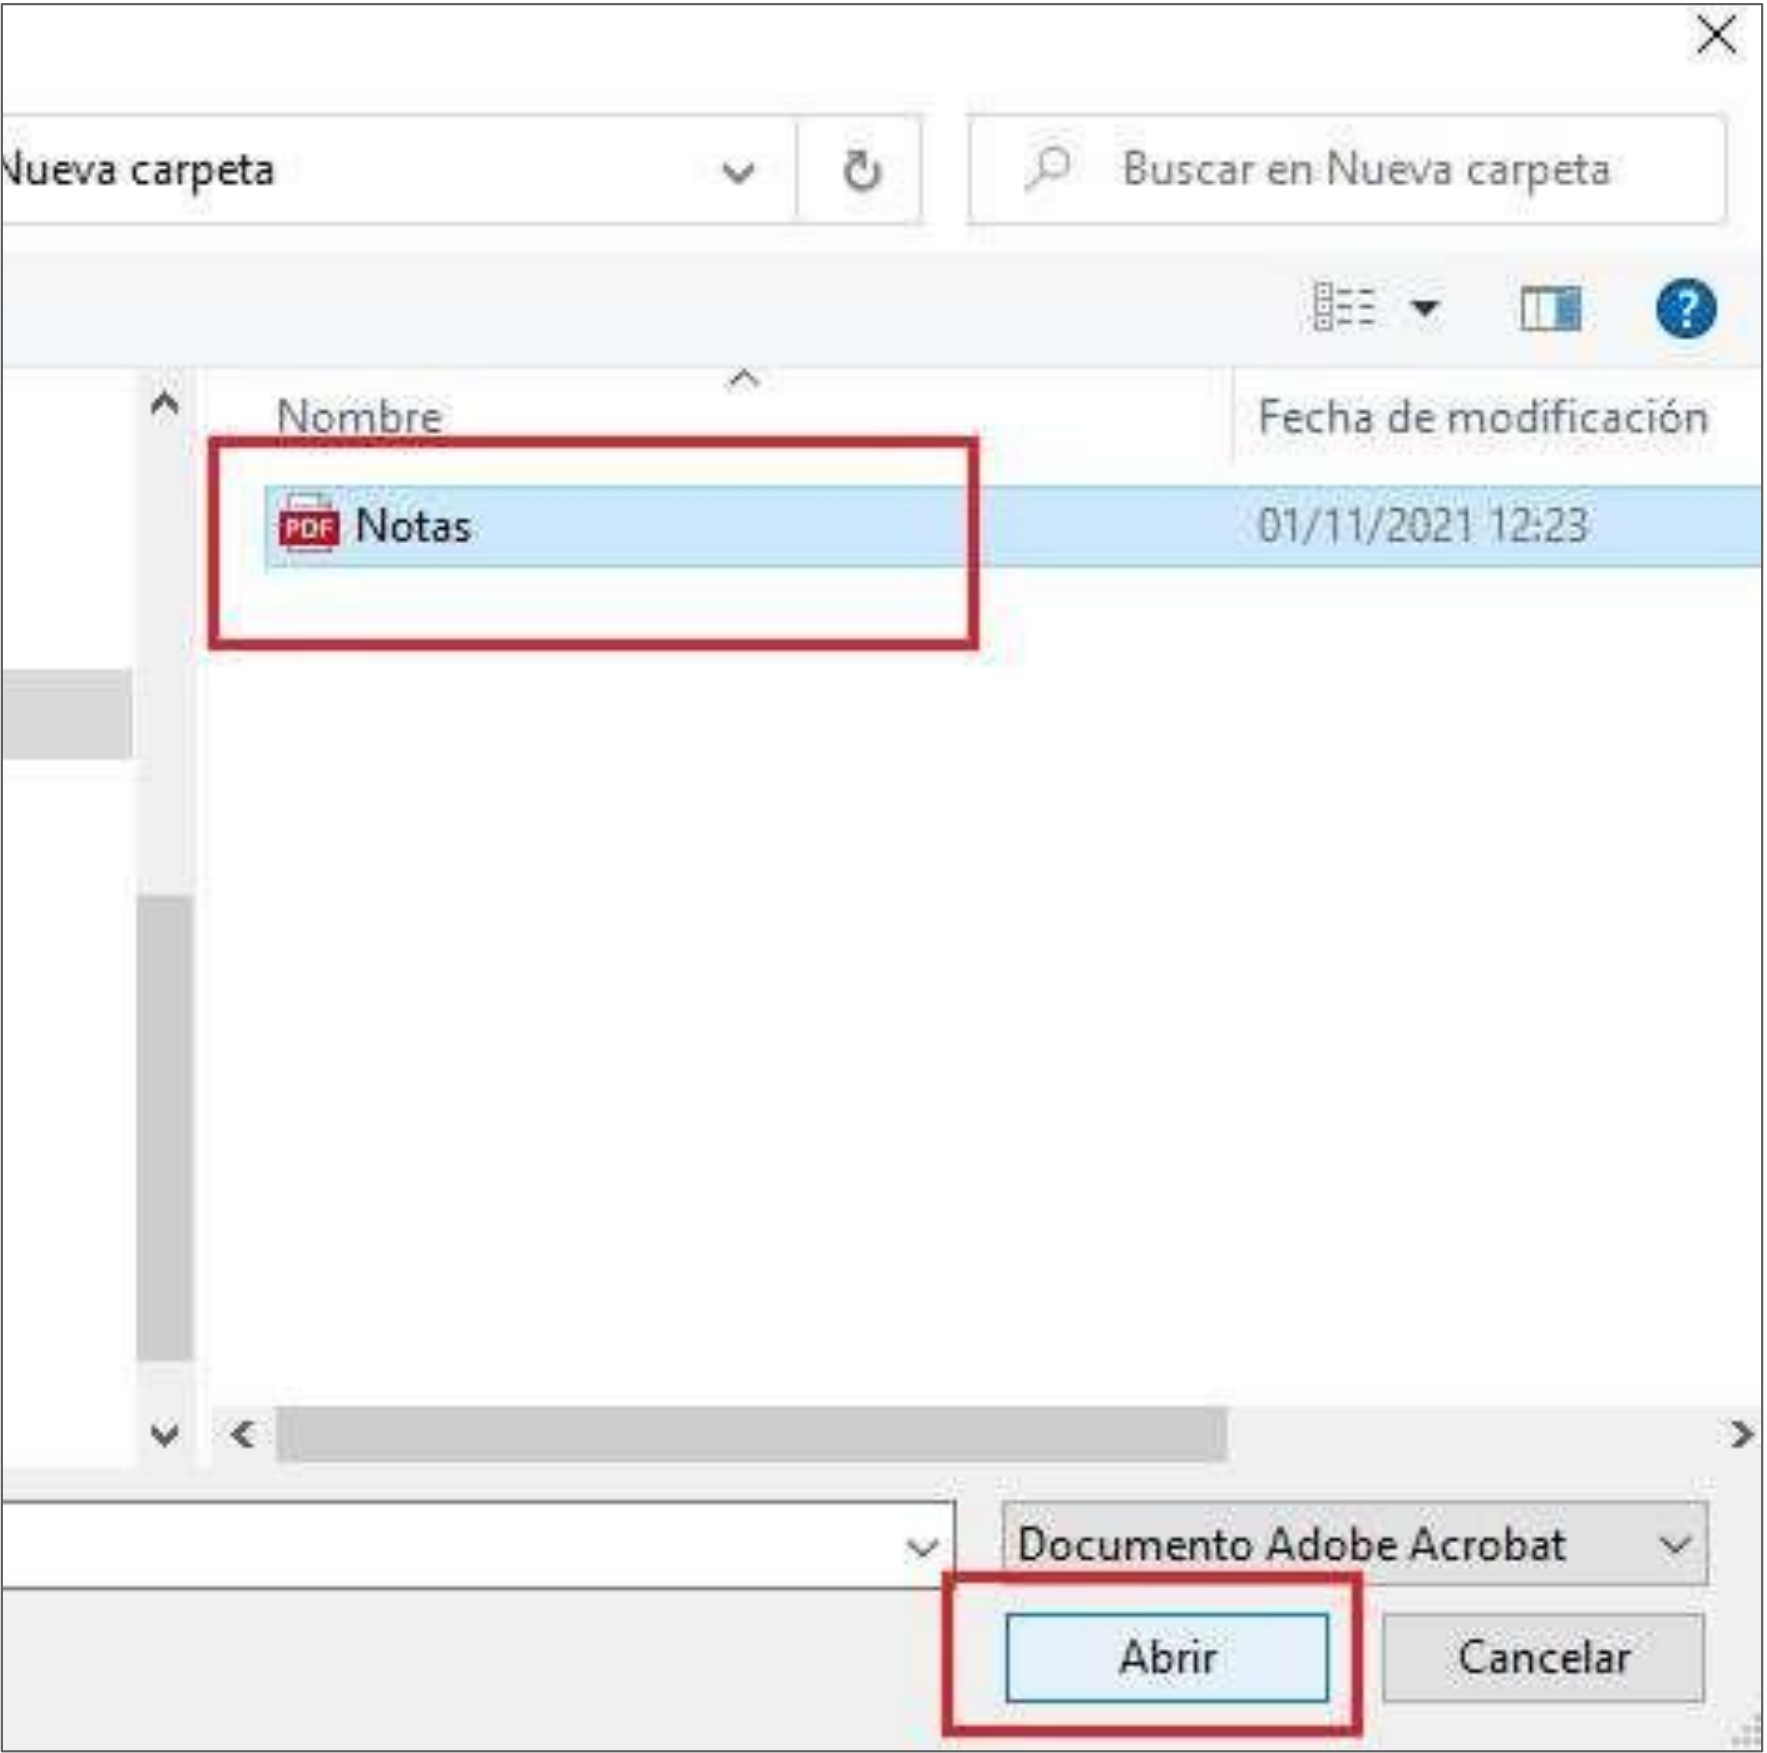 Nueva carpeta
Buscar en Nueva carpeta
?
Nombre
Fecha de modificación
PDF Notas
01/11/2021 12:23
Documento Adobe Acrobat
Abrir
Cancelar